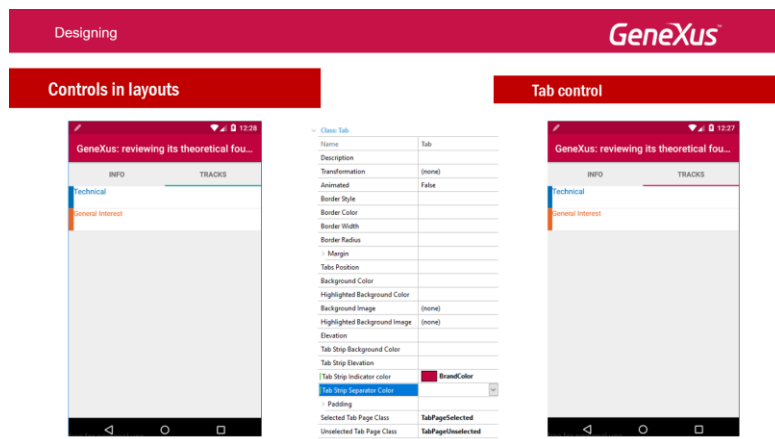 Designing
GeneXus
Controls in layouts
Tab control
12:28
GeneXus: reviewing its theoretical fou...
INFO TRACKS
Technical
General Interest
Class: Tab
Name Tab
Description
Transformation (none)
Animated False
Border Style
Border Color
Border Width
Border Radius
Margin
Tabs Position
Background Color
Highlighted Background Color
Background Image (none)
Highlighted Background Image (none)
Elevation
Tab Strip Background Color
Tab Strip Elevation
Tab Strip Indicator color BrandColor
Tab Strip Separator Color
Padding
Selected Tab Page Class TabPageSelected
Unselected Tab Page Class TabPageUnselected
12:27
GeneXus: reviewing its theoretical fou...
INFO TRACKS
Technical
General Interest